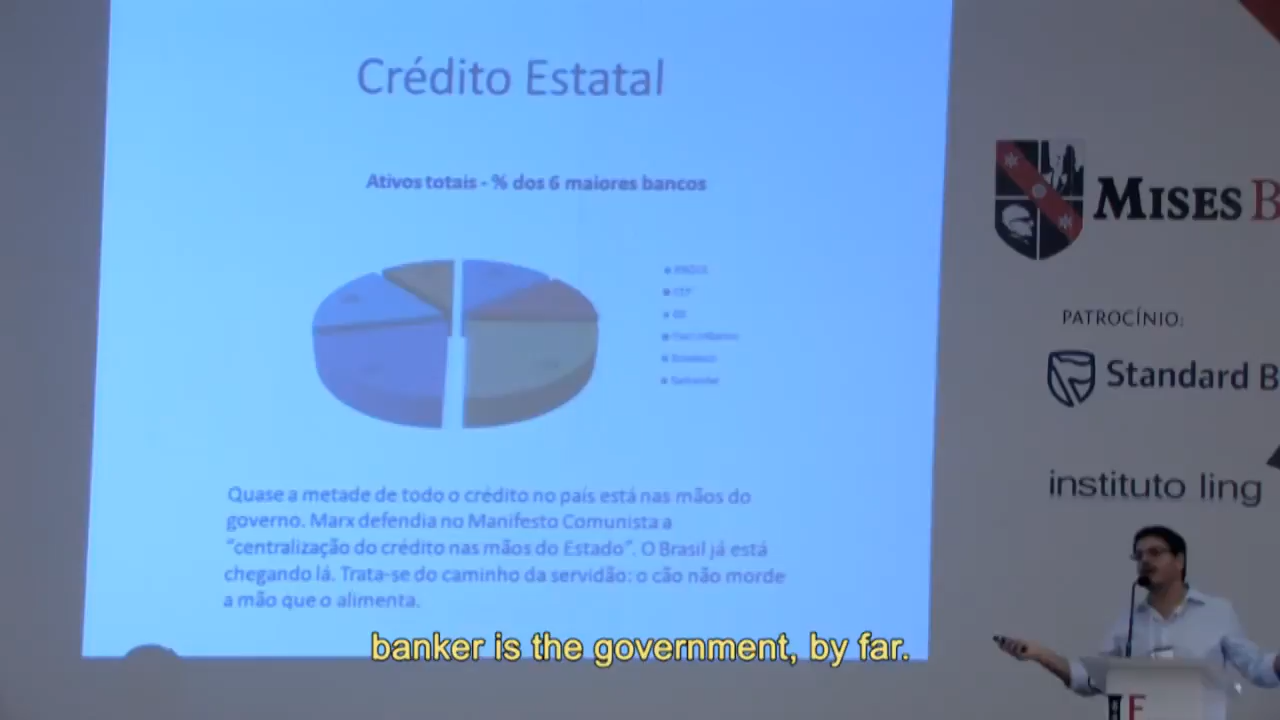 Crédito Estatal
Ativos totais - % dos 6 maiores bancos
Santander
Quase a metade de todo o crédito no país está nas mãos do
governo. Marx defendia no Manifesto Comunista a
“centralização do crédito nas mãos do Estado”. O Brasil já está
chegando lá. Trata-se do caminho da servidão: o cão não morde
a mão que o alimenta.
banker is the government, by far.
MISES B
PATROCÍNIO:
Standard B
instituto ling